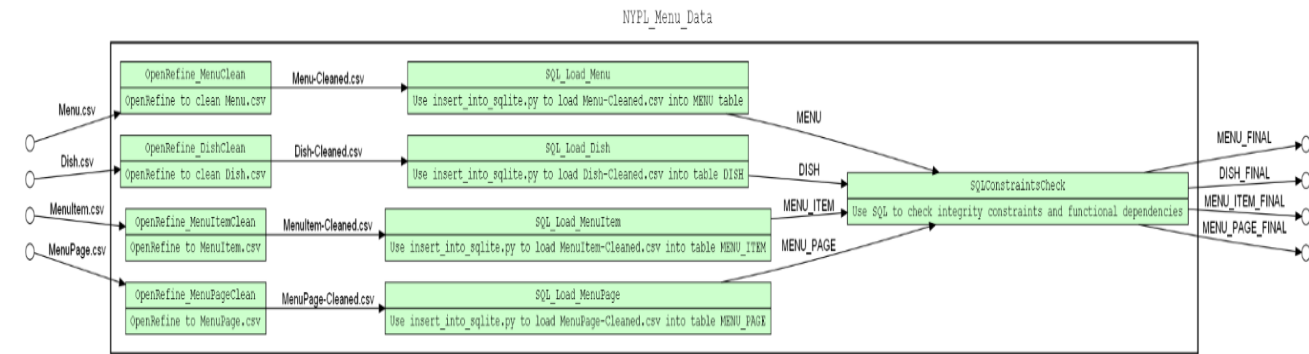 NYPL_Menu_Data
OpenRefine_MenuClean
OpenRefine to clean Menu.csv
Menu-Cleaned.csv
SQL_Load_Menu
Use insert_into_sqlite.py to load Menu-Cleaned.csv into MENU table
Menu.csv
MENU
OpenRefine_DishClean
OpenRefine to clean Dish.csv
Dish-Cleaned.csv
SQL_Load_Dish
Use insert_into_sqlite.py to load Dish-Cleaned.csv into table DISH
Dish.csv
DISH
SQLConstraintsCheck
Use SQL to check integrity constraints and functional dependencies
MENU_FINAL
DISH_FINAL
MENU_ITEM_FINAL
MENU_PAGE_FINAL
MenuItem.csv
OpenRefine_MenuItemClean
OpenRefine to MenuItem.csv
MenuItem-Cleaned.csv
SQL_Load_MenuItem
Use insert_into_sqlite.py to load MenuItem-Cleaned.csv into table MENU_ITEM
MENU_ITEM
MenuPage.csv
OpenRefine_MenuPageClean
OpenRefine to MenuPage.csv
MenuPage-Cleaned.csv
SQL_Load_MenuPage
Use insert_into_sqlite.py to load MenuPage-Cleaned.csv into table MENU_PAGE
MENU_PAGE